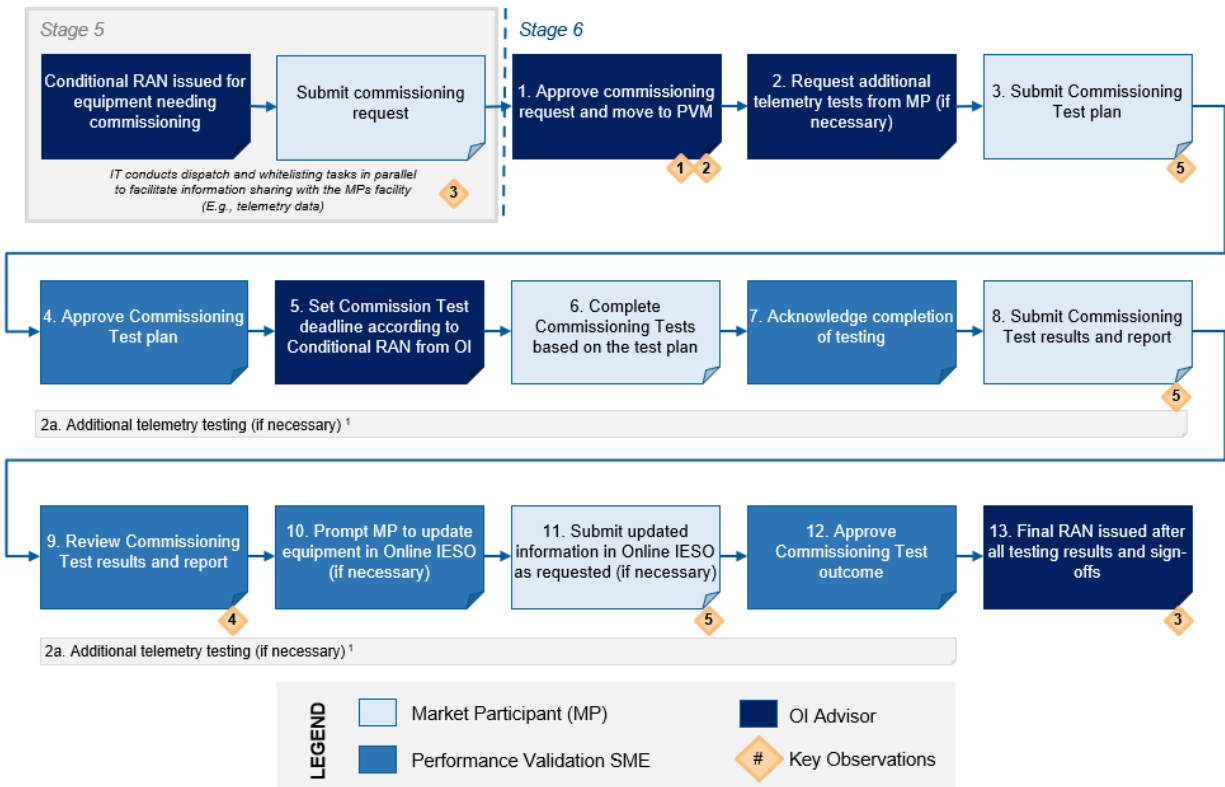 Stage 5
Stage 6
Conditional RAN issued for
equipment needing
commissioning
Submit commissioning
request
1. Approve commissioning
request and move to PVM
2. Request additional
telemetry tests from MP (if
necessary)
3. Submit Commissioning
Test plan
IT conducts dispatch and whitelisting tasks in parallel
to facilitate information sharing with the MPs facility
(E.g., telemetry data)
3
1
2
5
4. Approve Commissioning
Test plan
5. Set Commission Test
deadline according to
Conditional RAN from OI
6. Complete
Commissioning Tests
based on the test plan
7. Acknowledge completion
of testing
8. Submit Commissioning
Test results and report
5
2a. Additional telemetry testing (if necessary) ¹
9. Review Commissioning
Test results and report
10. Prompt MP to update
equipment in Online IESO
(if necessary)
11. Submit updated
information in Online IESO
as requested (if necessary)
12. Approve
Commissioning Test
outcome
13. Final RAN issued after
all testing results and sign-
offs
4
5
3
2a. Additional telemetry testing (if necessary) ¹
LEGEND
Market Participant (MP)
OI Advisor
Performance Validation SME
# Key Observations